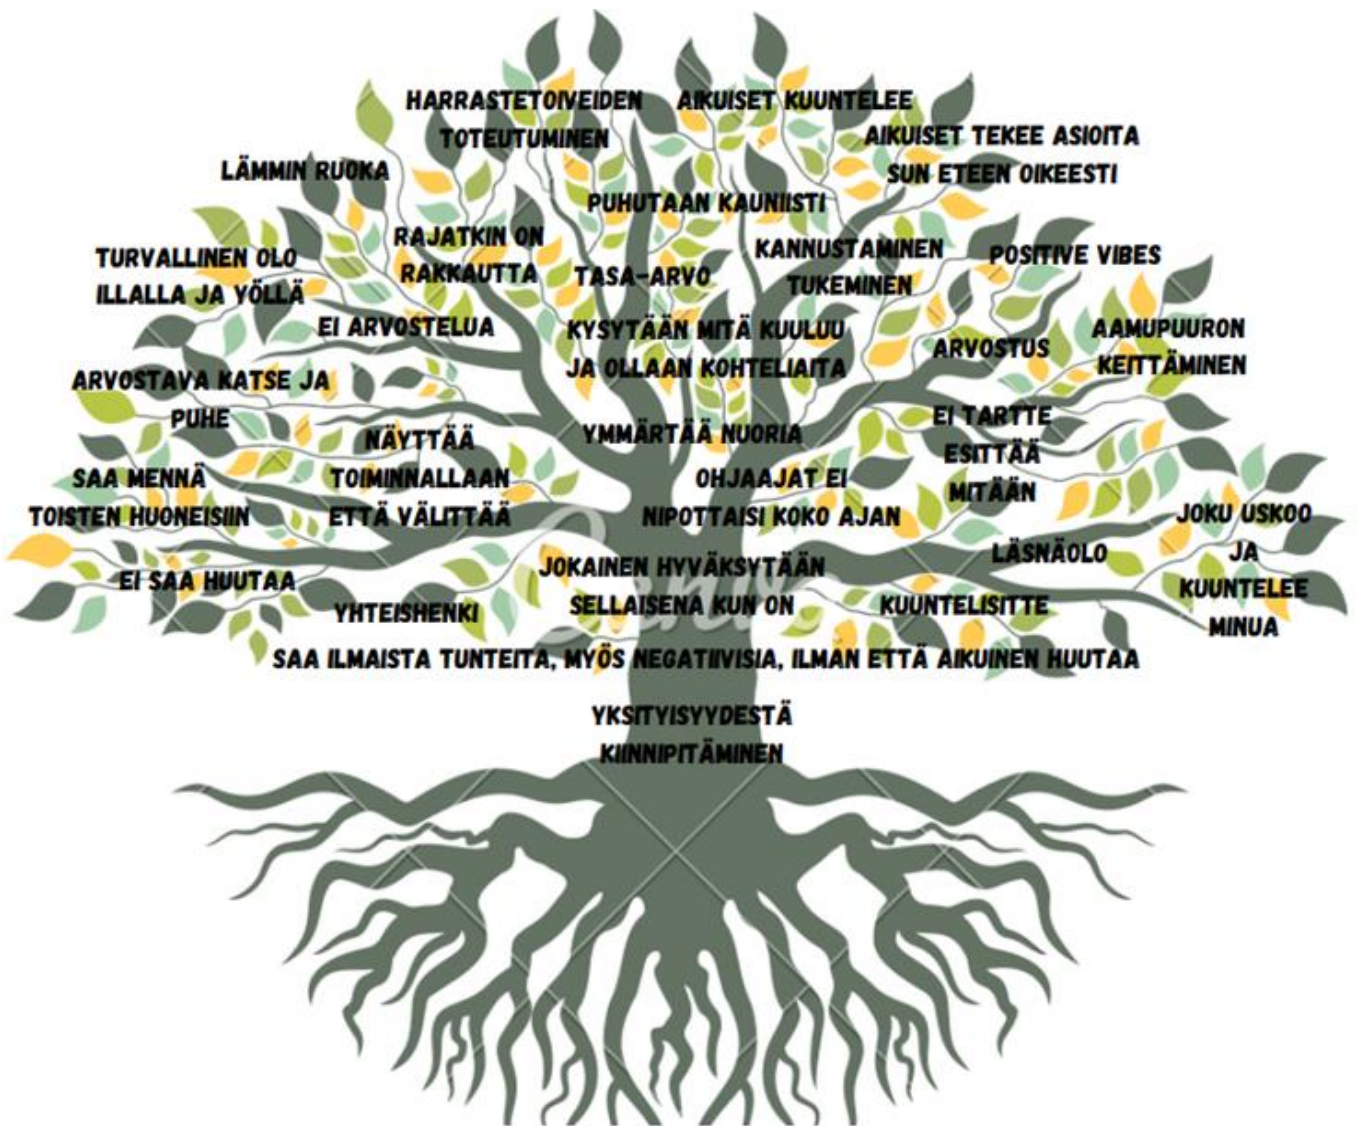 HARRASTETOIVEIDEN
TOTEUTUMINEN
AIKUISET KUUNTELEE
AIKUISET TEKEE ASIOITA
SUN ETEEN OIKEESTI
LÄMMIN RUOKA
PUHUTAAN KAUNIISTI
RAJATKIN ON
RAKKAUTTA
TASA-ARVO
KANNUSTAMINEN
TUKEMINEN
POSITIVE VIBES
TURVALLINEN OLO
ILLALLA JA YÖLLÄ
EI ARVOSTELUA
KYSYTÄÄN MITÄ KUULUU
JA OLLAAN KOHTELIAITA
ARVOSTUS
AAMUPUURON
KEITTÄMINEN
ARVOSTAVA KATSE JA
PUHE
NÄYTTÄÄ
TOIMINNALLAAN
ETTÄ VÄLITTÄÄ
YMMÄRTÄÄ NUORIA
EI TARTTE
ESITTÄÄ
MITÄÄN
SAA MENNÄ
TOISTEN HUONEISIIN
OHJAAJAT EI
NIPOTTAISI KOKO AJAN
JOKU USKOO
JA
KUUNTELEE
MINUA
LÄSNÄOLO
EI SAA HUUTAA
YHTEISHENKI
JOKAINEN HYVÄKSYTÄÄN
SELLAISENA KUN ON
KUUNTELISITTE
SAA ILMAISTA TUNTEITA, MYÖS NEGATIIVISIA, ILMAN ETTÄ AIKUINEN HUUTAA
YKSITYISYYDESTÄ
KIINNIPITÄMINEN
Canva